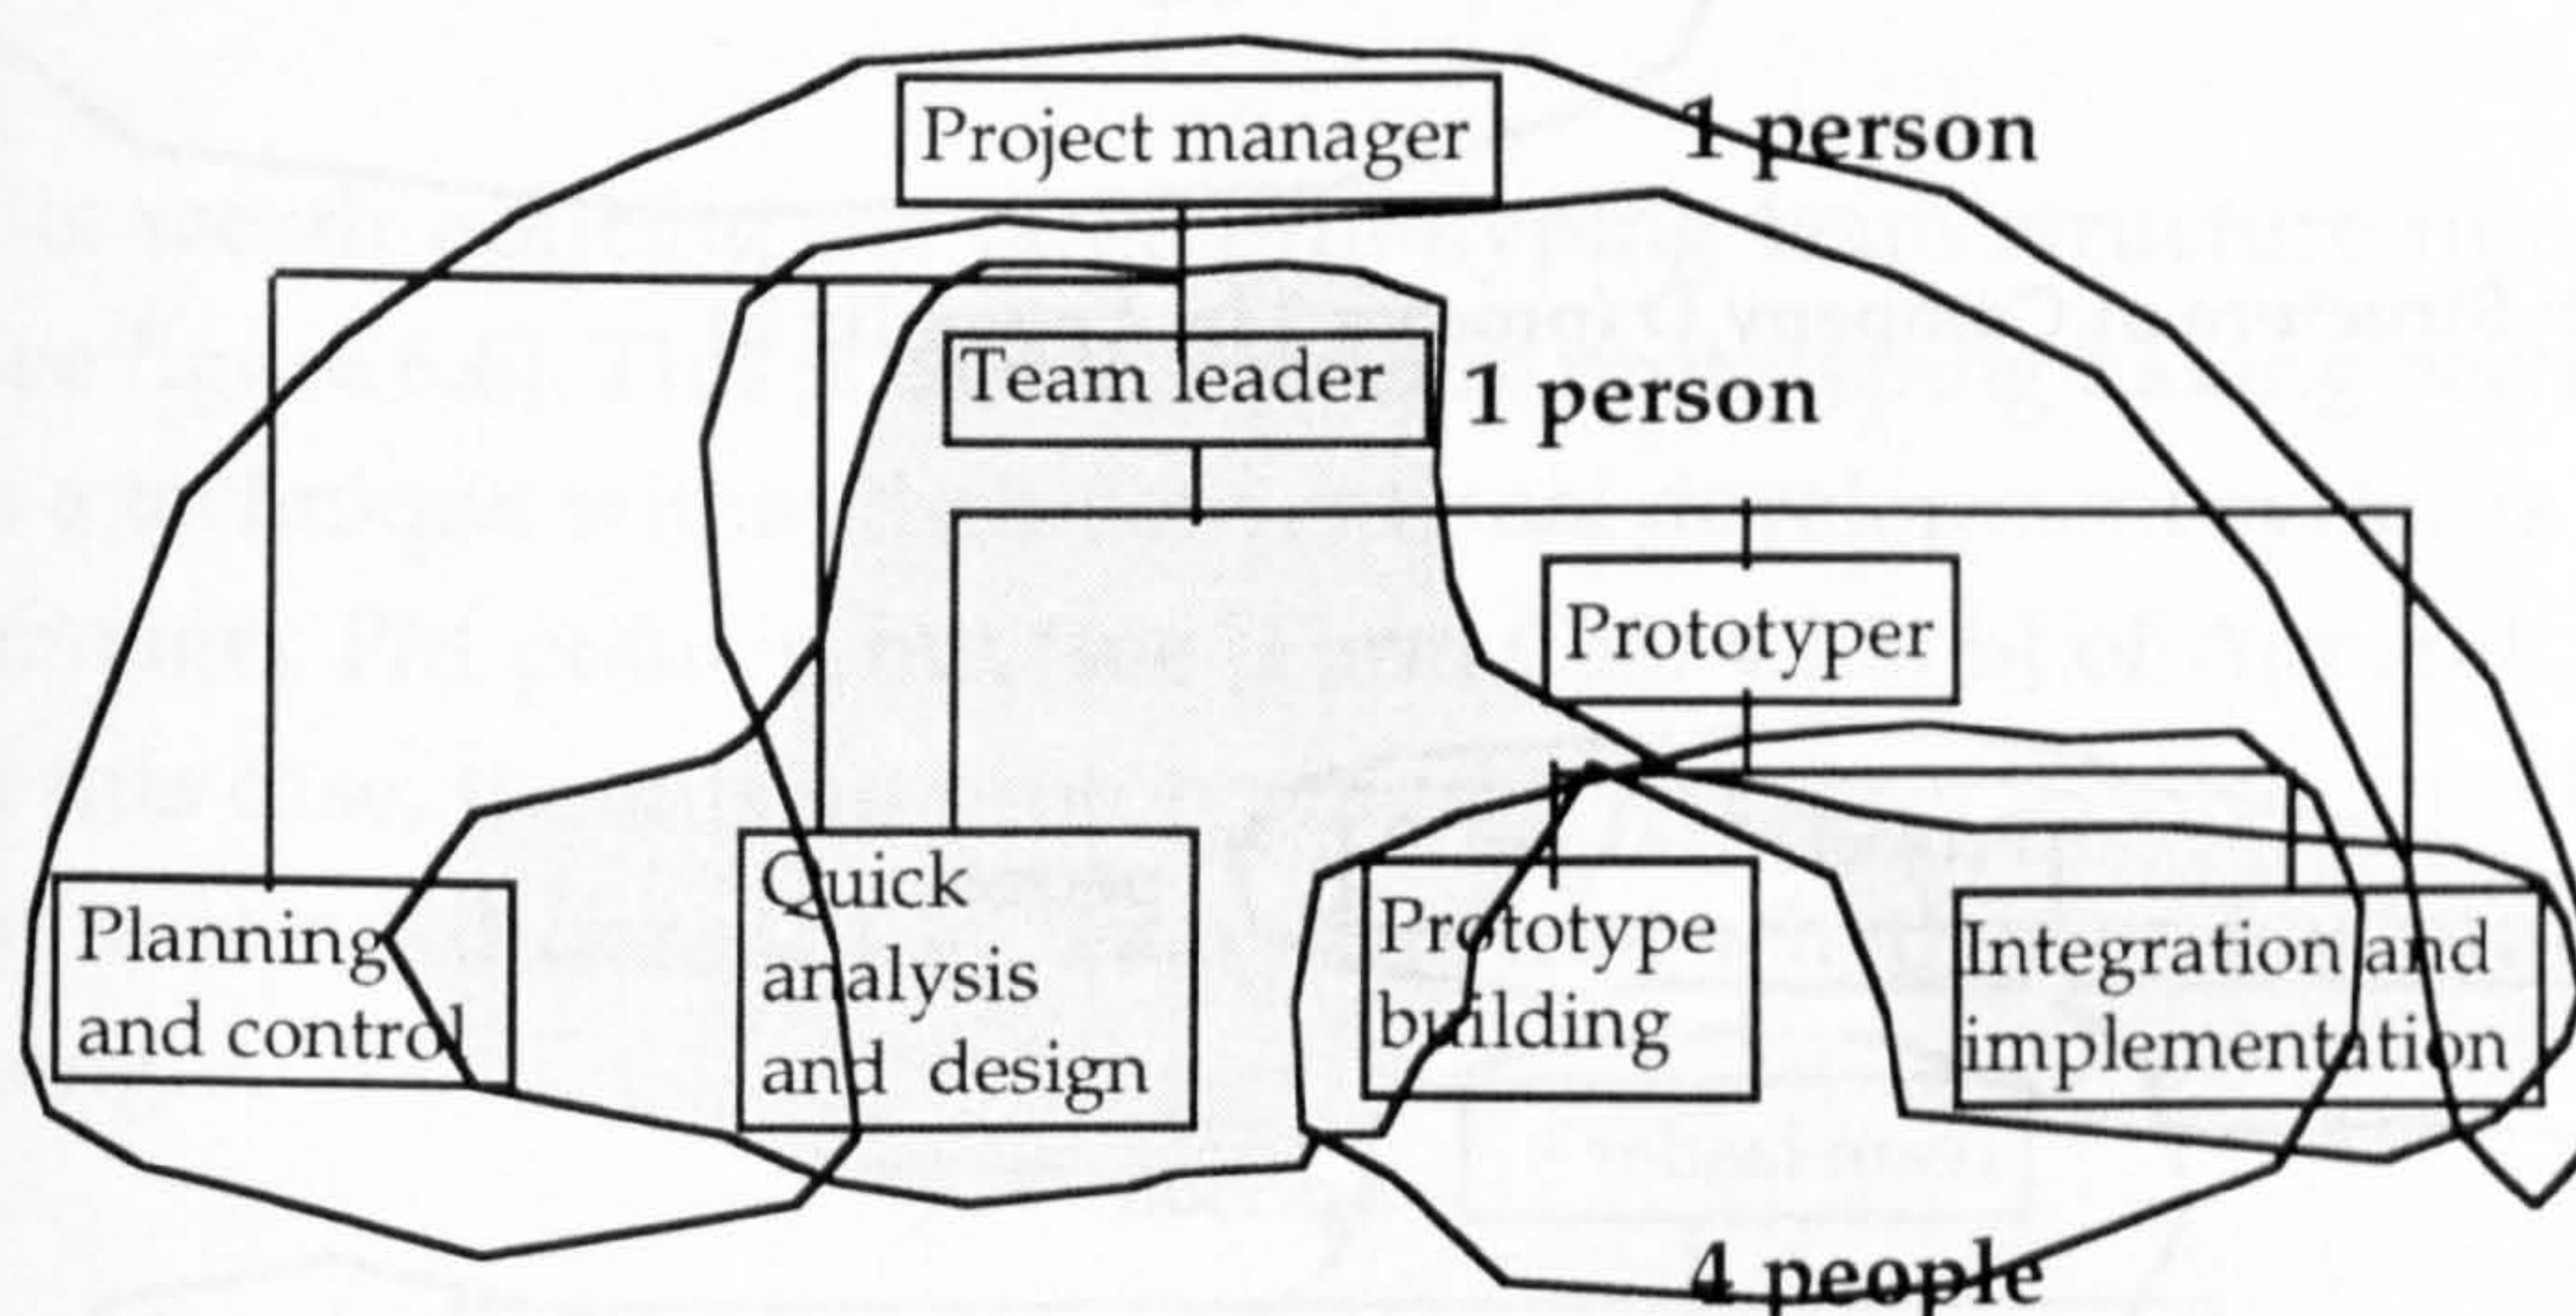 Project manager
1 person
Team leader
1 person
Prototyper
Planning
and control
Quick
analysis
and design
Prototype
building
Integration and
implementation
4 people